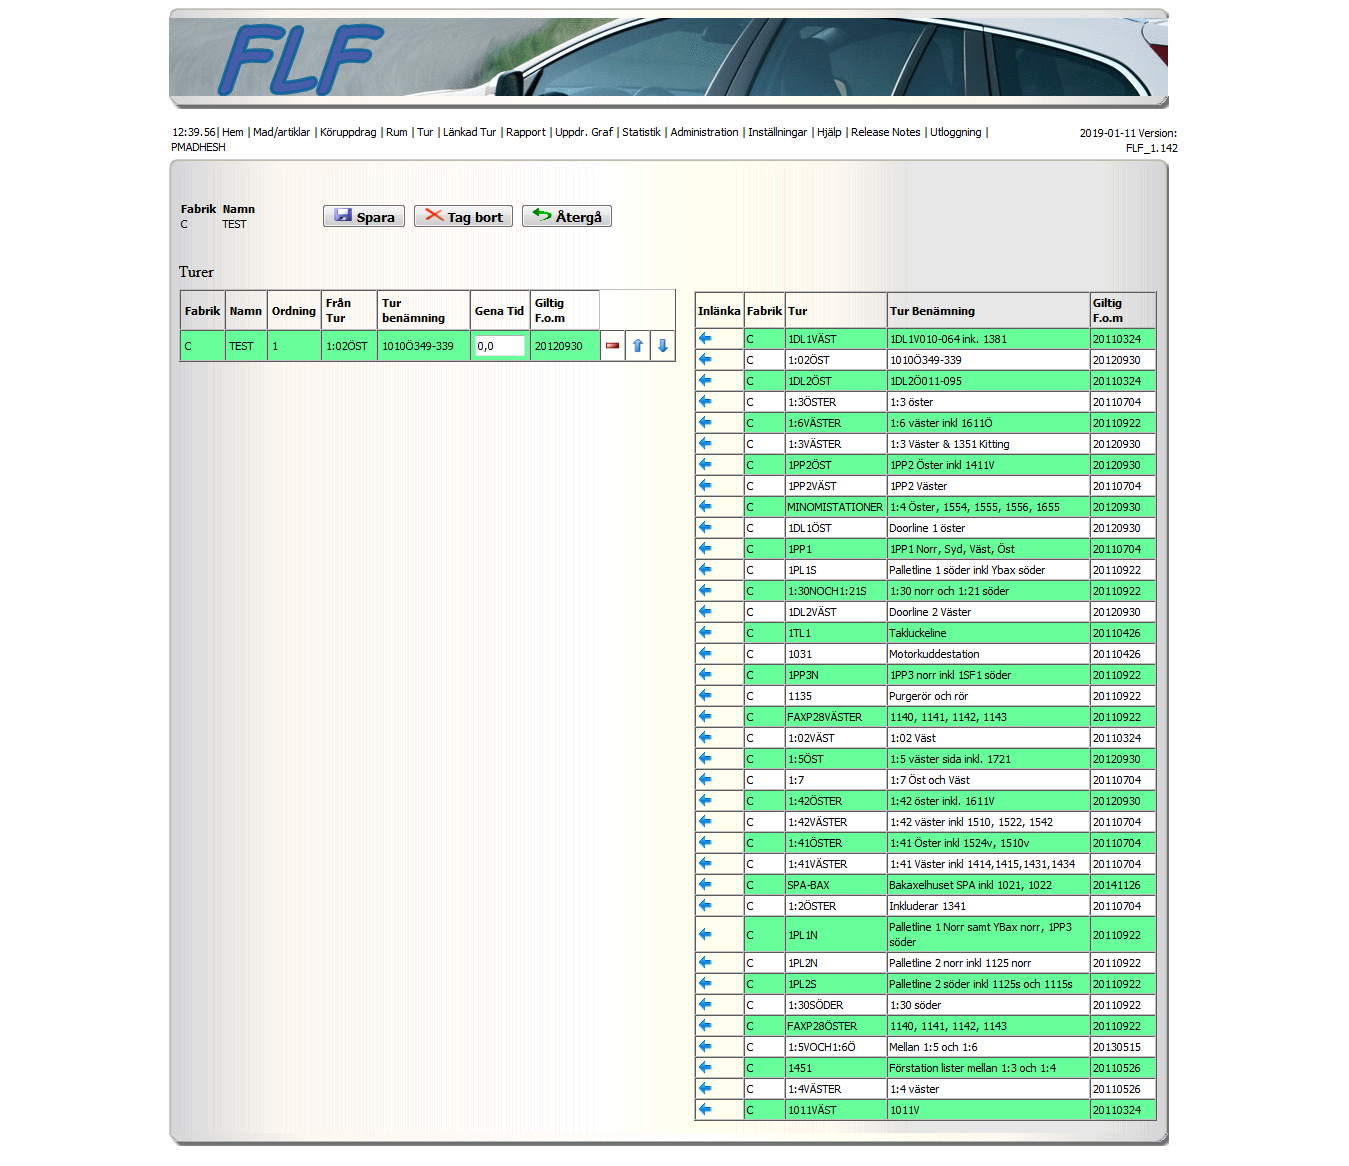 FLF
12:39.56| Hem | Mad/artiklar | Köruppdrag | Rum | Tur | Länkad Tur | Rapport | Uppdr. Graf | Statistik | Administration | Inställningar | Hjälp | Release Notes | Utloggning |
PMADHESH
2019-01-11 Version:
FLF_1.142
Fabrik Namn
C TEST
Spara Tag bort Återgå
Turer
Fabrik Namn Ordning Från Tur Tur benämning Gena Tid Giltig F.o.m
C TEST 1 1:02ÖST 1010Ö349-339 0,0 20120930
Inlänka Fabrik Tur Tur Benämning Giltig F.o.m
C 1DL1VÄST 1DL1V010-064 ink. 1381 20110324
C 1:02ÖST 1010Ö349-339 20120930
C 1DL2ÖST 1DL2Ö011-095 20110324
C 1:3ÖSTER 1:3 öster 20110704
C 1:6VÄSTER 1:6 väster inkl 1611Ö 20110922
C 1:3VÄSTER 1:3 Väster & 1351 Kitting 20120930
C 1PP2ÖST 1PP2 Öster inkl 1411V 20120930
C 1PP2VÄST 1PP2 Väster 20110704
C MINOMISTATIONER 1:4 Öster, 1554, 1555, 1556, 1655 20120930
C 1DL1ÖST Doorline 1 öster 20120930
C 1PP1 1PP1 Norr, Syd, Väst, Öst 20110704
C 1PL1S Palletline 1 söder inkl Ybax söder 20110922
C 1:30NOCH1:21S 1:30 norr och 1:21 söder 20110922
C 1DL2VÄST Doorline 2 Väster 20120930
C 1TL1 Takluckeline 20110426
C 1031 Motorkuddestation 20110426
C 1PP3N 1PP3 norr inkl 1SF1 söder 20110922
C 1135 Purgerör och rör 20110922
C FAXP28VÄSTER 1140, 1141, 1142, 1143 20110922
C 1:02VÄST 1:02 Väst 20110324
C 1:5ÖST 1:5 väster sida inkl. 1721 20120930
C 1:7 1:7 Öst och Väst 20110704
C 1:42ÖSTER 1:42 öster inkl. 1611V 20120930
C 1:42VÄSTER 1:42 väster inkl 1510, 1522, 1542 20110704
C 1:41ÖSTER 1:41 Öster inkl 1524v, 1510v 20110704
C 1:41VÄSTER 1:41 Väster inkl 1414,1415,1431,1434 20110704
C SPA-BAX Bakaxelhuset SPA inkl 1021, 1022 20141126
C 1:2ÖSTER Inkluderar 1341 20110704
C 1PL1N Palletline 1 Norr samt YBax norr, 1PP3 söder 20110922
C 1PL2N Palletline 2 norr inkl 1125 norr 20110922
C 1PL2S Palletline 2 söder inkl 1125s och 1115s 20110922
C 1:30SÖDER 1:30 söder 20110922
C FAXP28ÖSTER 1140, 1141, 1142, 1143 20110922
C 1:5VOCH1:6Ö Mellan 1:5 och 1:6 20130515
C 1451 Förstation lister mellan 1:3 och 1:4 20110526
C 1:4VÄSTER 1:4 väster 20110526
C 1011VÄST 1011V 20110324